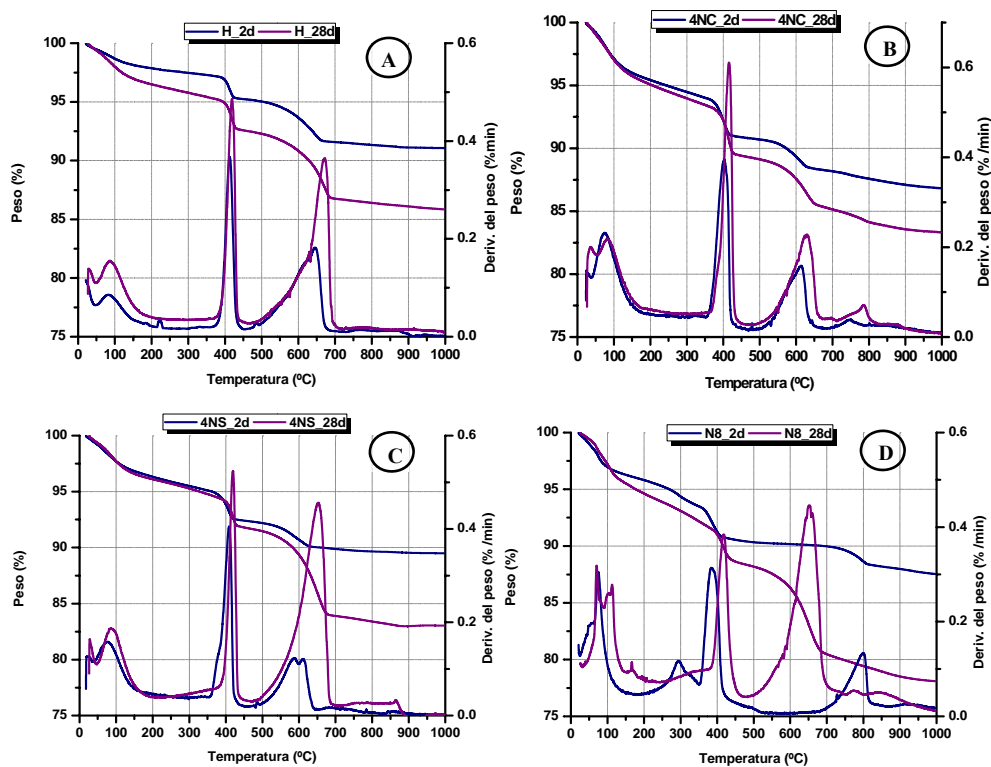 H_2d H_28d
A
100
95
90
85
80
75
Peso (%)
0.6
0.4
0.2
0.0
Deriv. del peso (%min)
0 100 200 300 400 500 600 700 800 900 1000
Temperatura (ºC)
4NC_2d 4NC_28d
B
100
95
90
85
80
75
Peso (%)
0.6
0.4
0.2
0.0
Deriv. del peso (% /min)
0 100 200 300 400 500 600 700 800 900 1000
Temperatura (ºC)
4NS_2d 4NS_28d
C
100
95
90
85
80
75
Peso (%)
0.6
0.4
0.2
0.0
Deriv. del peso (% /min)
0 100 200 300 400 500 600 700 800 900 1000
Temperatura (ºC)
N8_2d N8_28d
D
100
95
90
85
80
75
Peso (%)
0.6
0.4
0.2
0.0
Deriv. del peso (% /min)
0 100 200 300 400 500 600 700 800 900 1000
Temperatura (ºC)